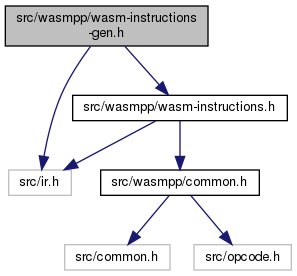 src/wasmpp/wasm-instructions
-gen.h
src/wasmpp/wasm-instructions.h
src/ir.h
src/wasmpp/common.h
src/common.h
src/opcode.h